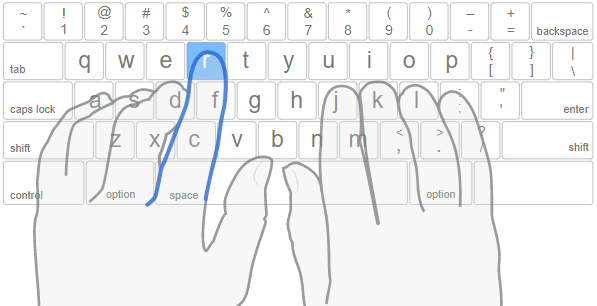 ~ ! @ # $ % ^ & * ( ) _ +
` 1 2 3 4 5 6 7 8 9 0 - = backspace
tab q w e r t y u i o p { [ } ] | \
caps lock a s d f g h j k l : ; " ' enter
shift z x c v b n m < , > . ? / shift
control option space option